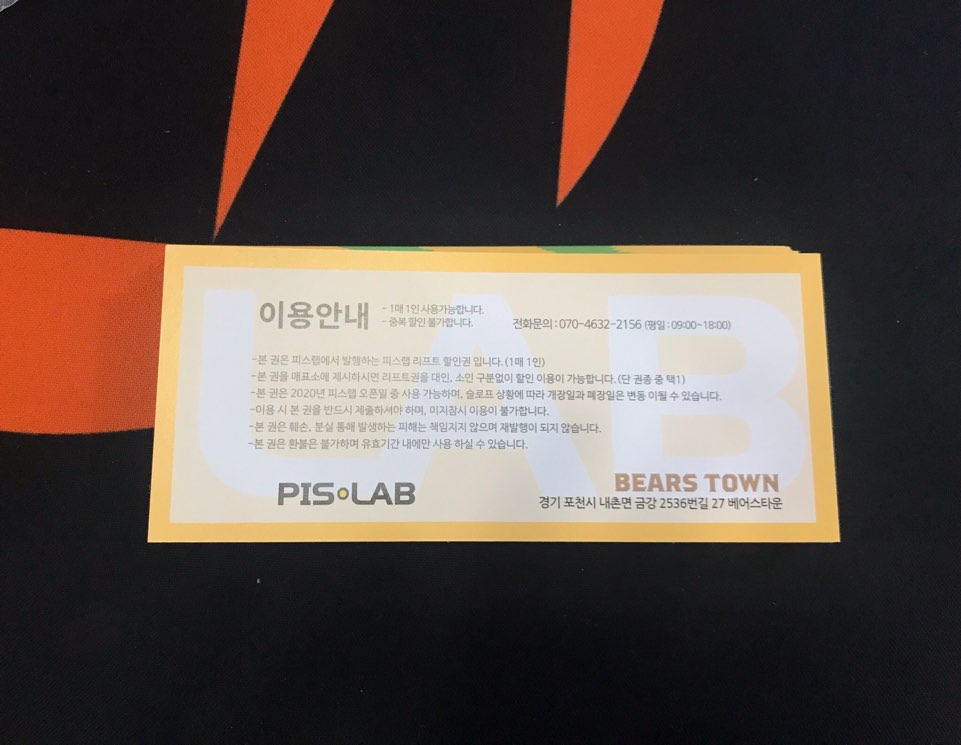 LAB
이용안내
- 1매 1인 사용가능합니다.
- 중복 할인 불가합니다.
전화문의 : 070-4632-2156 (평일 : 09:00~18:00)
-본 권은 피스랩에서 발행하는 피스랩 리프트 할인권 입니다.(1매 1인)
-본 권을 매표소에 제시하시면 리프트권을 대인, 소인 구분없이 할인 이용이 가능합니다.(단 권종 중 택1)
-본 권은 2020년 피스랩 오픈일 중 사용 가능하며, 슬로프 상황에 따라 개장일과 폐장일은 변동 이될 수 있습니다.
-이용 시 본 권을 반드시 제출하셔야 하며, 미지참시 이용이 불가합니다.
-본 권은 훼손, 분실 통해 발생하는 피해는 책임지지 않으며 재발행이 되지 않습니다.
-본 권은 환불은 불가하며 유효기간 내에만 사용 하실 수 있습니다.
PIS LAB
BEARS TOWN
경기 포천시 내촌면 금강 2536번길 27 베어스타운